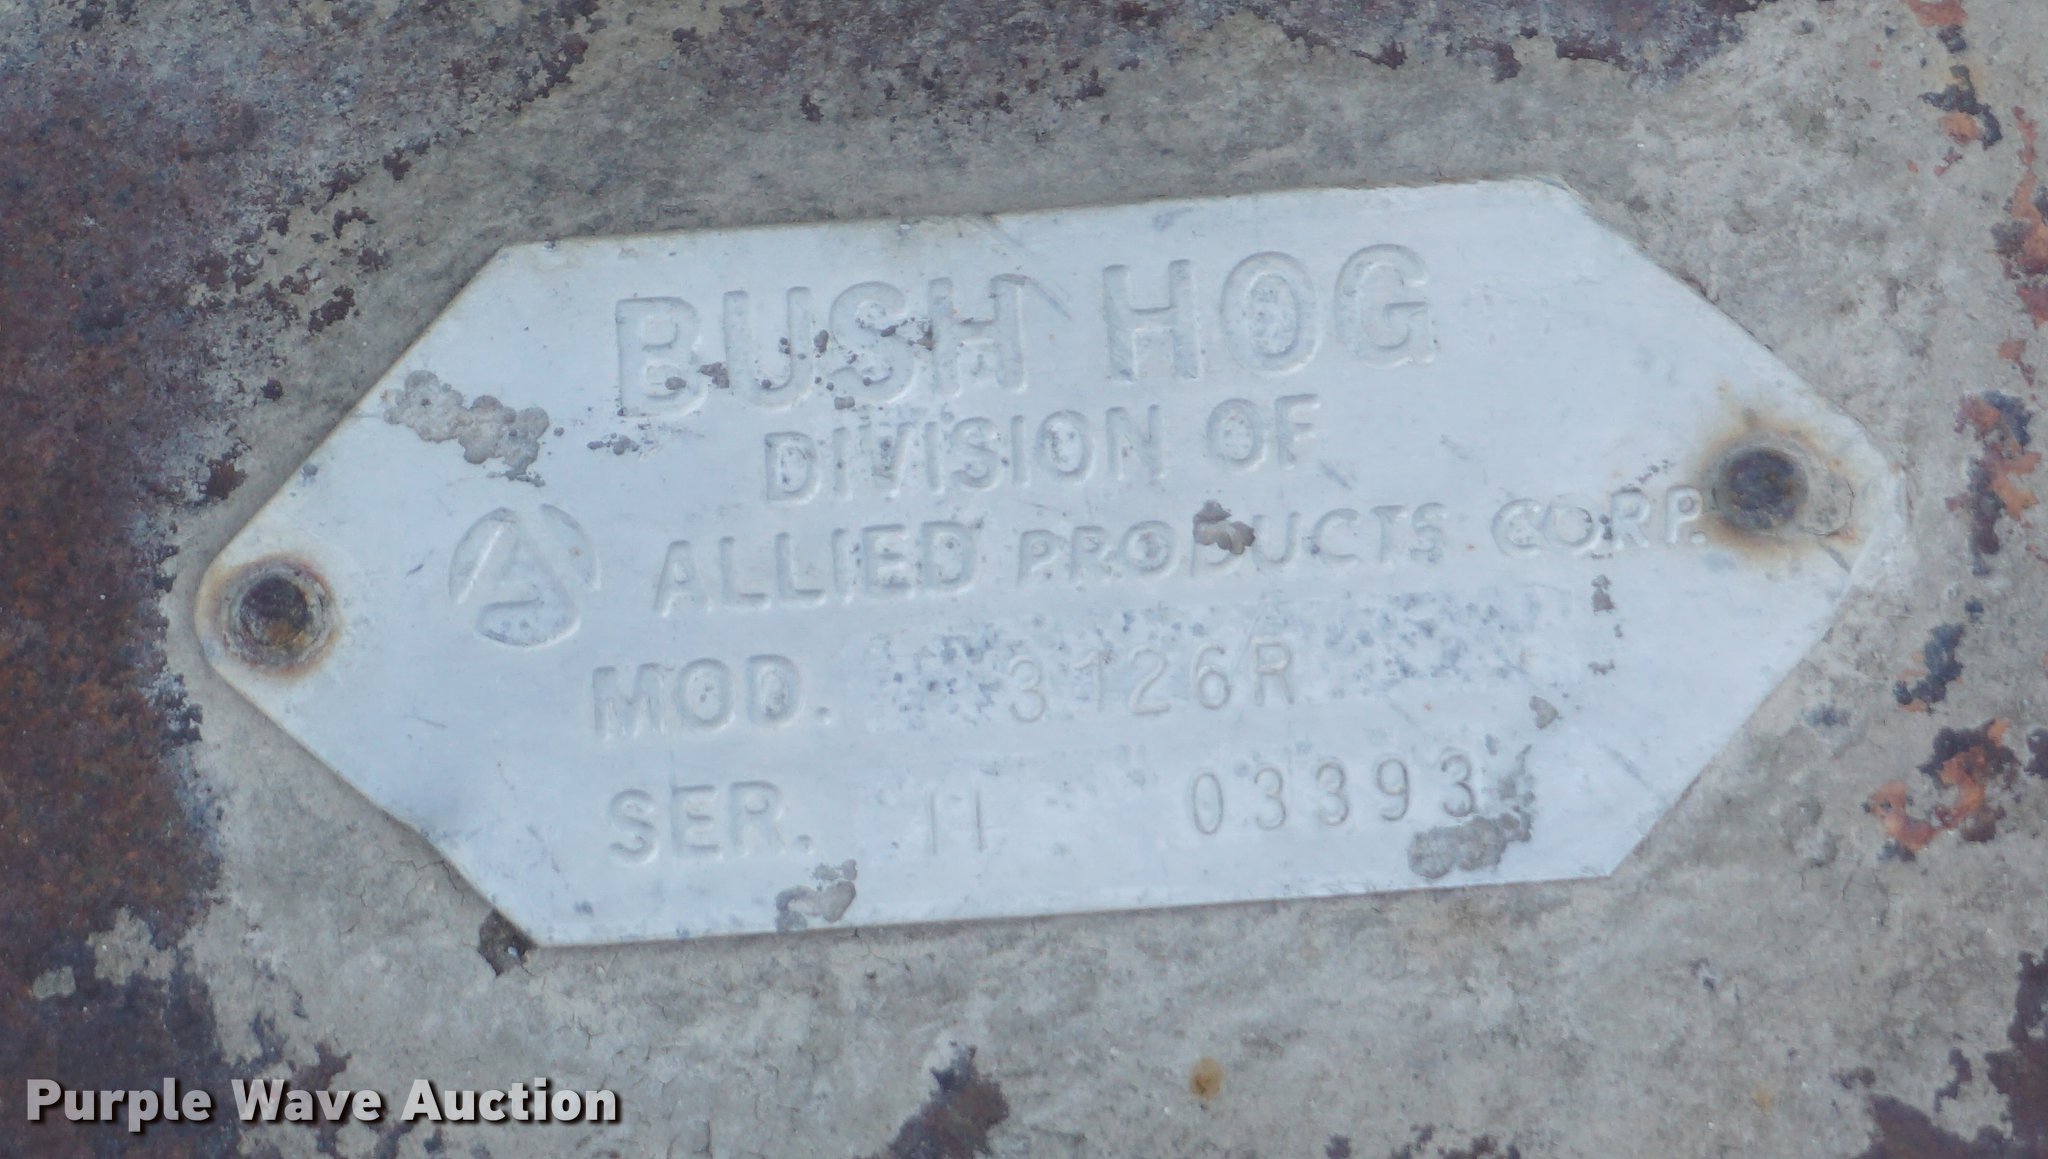 BUSH HOG
DIVISION OF
ALLIED PRODUCTS CORP.
MOD. 3126R
SER. 11 03393
Purple Wave Auction